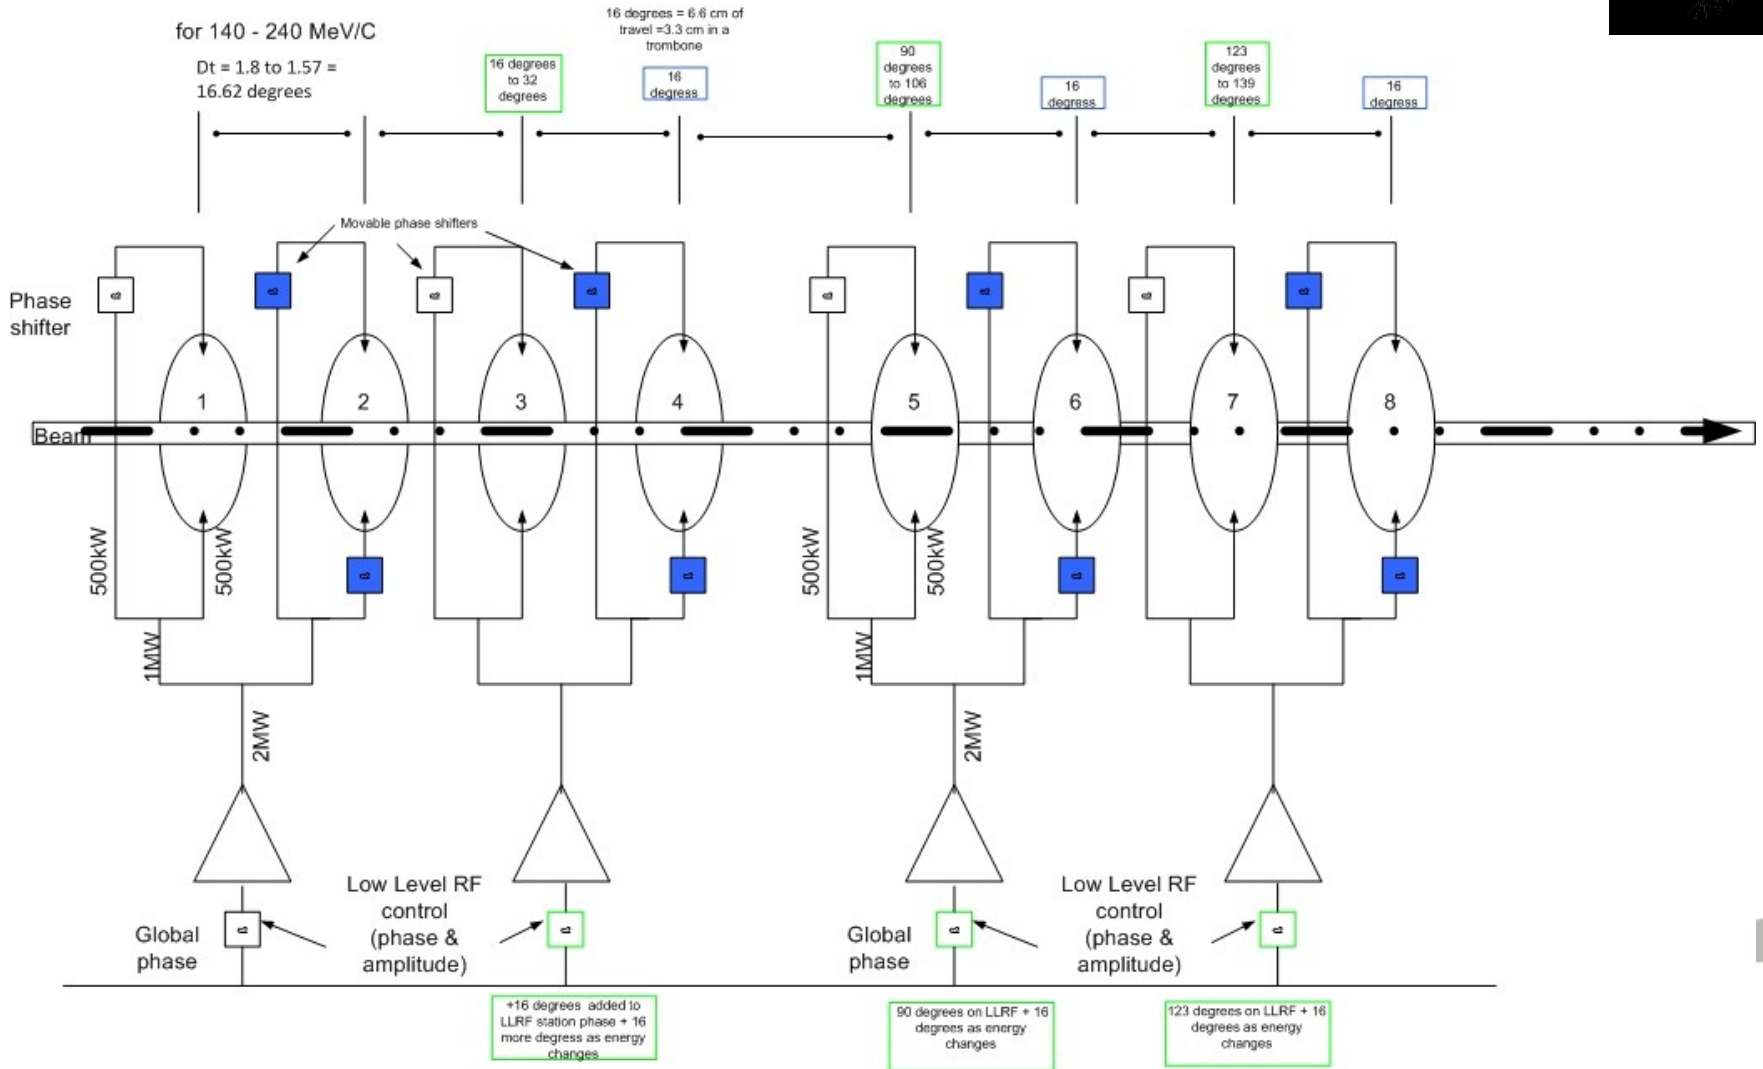 for 140 - 240 MeV/C
Dt = 1.8 to 1.57 =
16.62 degrees
16 degrees
to 32
degrees
16 degrees = 6.6 cm of
travel =3.3 cm in a
trombone
16
degress
90
degrees
to 106
degrees
16
degress
123
degrees
to 139
degrees
16
degress
Movable phase shifters
Phase
shifter
1
2
3
4
5
6
7
8
Beam
500kW
500kW
500kW
500kW
1MW
1MW
2MW
2MW
Global
phase
Low Level RF
control
(phase &
amplitude)
Global
phase
Low Level RF
control
(phase &
amplitude)
+16 degrees added to
LLRF station phase + 16
more degress as energy
changes
90 degrees on LLRF + 16
degrees as energy
changes
123 degrees on LLRF + 16
degrees as energy
changes